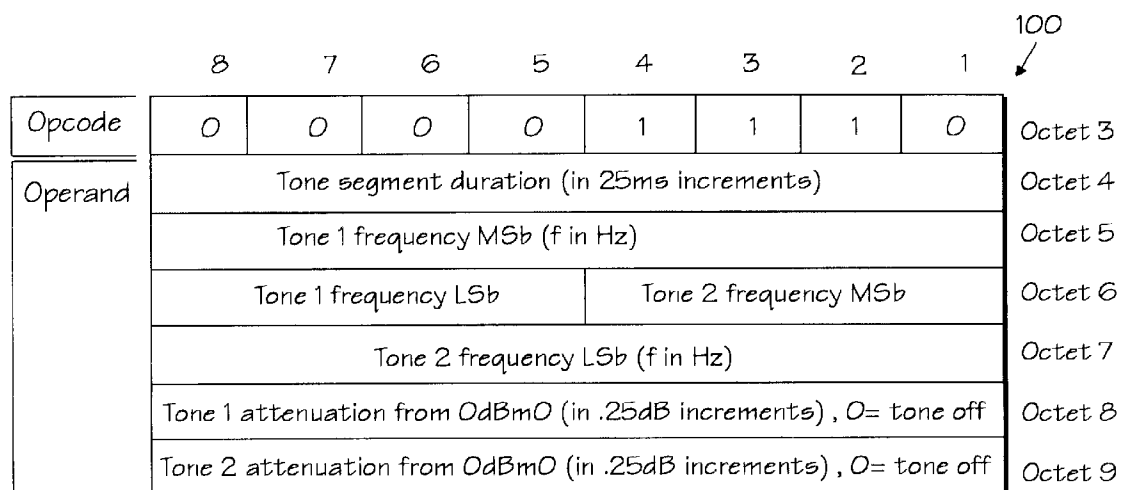 100
8 7 6 5 4 3 2 1
Opcode 0 0 0 0 1 1 1 0 Octet 3
Operand Tone segment duration (in 25ms increments) Octet 4
Tone 1 frequency MSb (f in Hz) Octet 5
Tone 1 frequency LSb Tone 2 frequency MSb Octet 6
Tone 2 frequency LSb (f in Hz) Octet 7
Tone 1 attenuation from 0dBm0 (in .25dB increments) , 0= tone off Octet 8
Tone 2 attenuation from 0dBm0 (in .25dB increments) , 0= tone off Octet 9